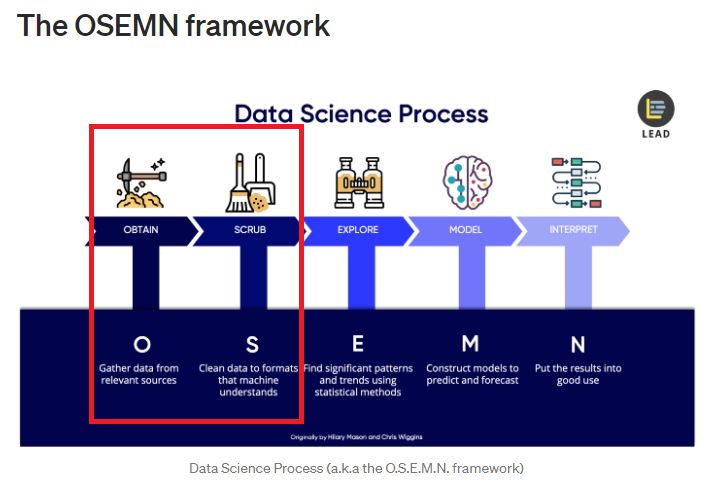 The OSEMN framework
Data Science Process
LEAD
OBTAIN
SCRUB
EXPLORE
MODEL
INTERPRET
O
Gather data from
relevant sources
S
Clean data to formats
that machine
understands
E
Find significant patterns
and trends using
statistical methods
M
Construct models to
predict and forecast
N
Put the results into
good use
Originally by Hilary Mason and Chris Wiggins
Data Science Process (a.k.a the O.S.E.M.N. framework)